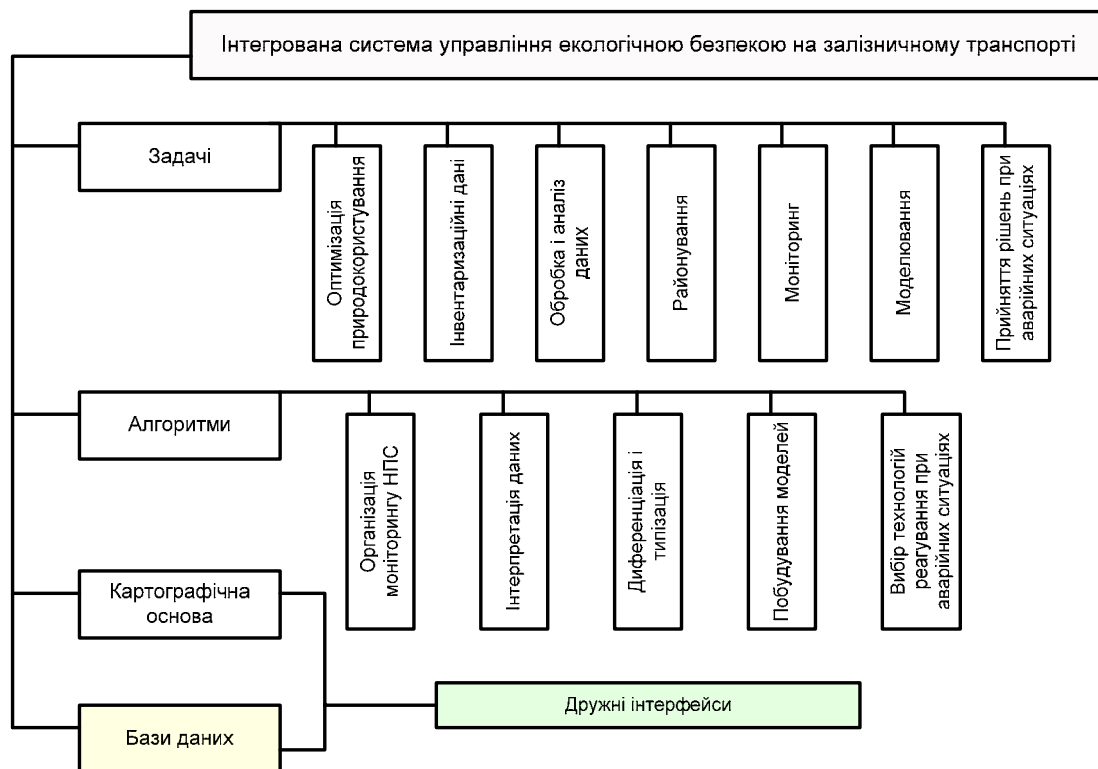 Інтегрована система управління екологічною безпекою на залізничному транспорті
Задачі
Оптимізація
природокористування
Інвентаризаційні дані
Обробка і аналіз
даних
Районування
Моніторинг
Моделювання
Прийняття рішень при
аварійних ситуаціях
Алгоритми
Організація
моніторингу НПС
Інтерпретація даних
Диференціація і
типізація
Побудування моделей
Вибір технологій
реагування при
аварійних ситуаціях
Картографічна
основа
Дружні інтерфейси
Бази даних